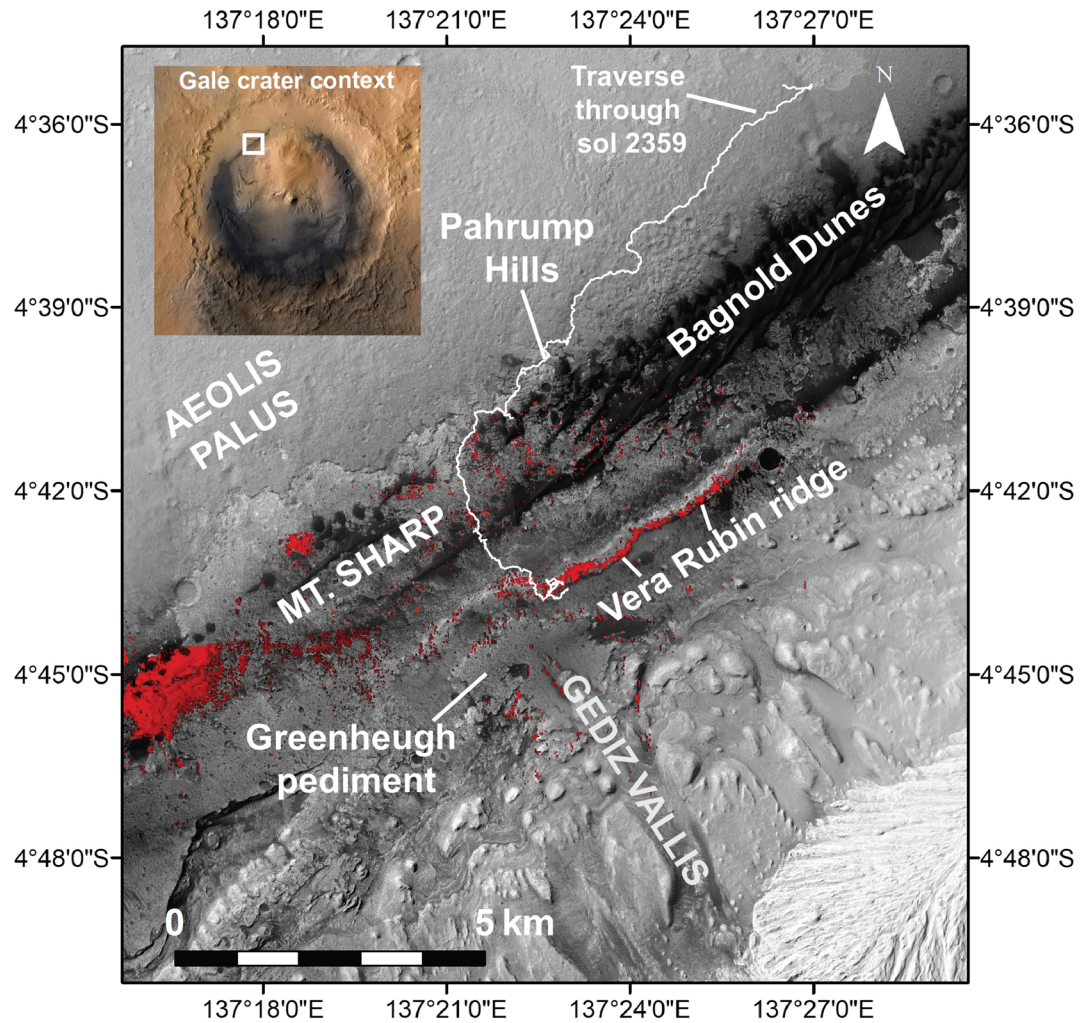 137°18'0"E 137°21'0"E 137°24'0"E 137°27'0"E
Gale crater context
Traverse
through
sol 2359
N
4°36'0"S 4°36'0"S
Pahrump
Hills
Bagnold Dunes
4°39'0"S 4°39'0"S
AEOLIS
PALUS
4°42'0"S 4°42'0"S
MT. SHARP
Vera Rubin ridge
4°45'0"S 4°45'0"S
Greenheugh
pediment
GEDIZ VALLIS
4°48'0"S 4°48'0"S
0 5 km
137°18'0"E 137°21'0"E 137°24'0"E 137°27'0"E